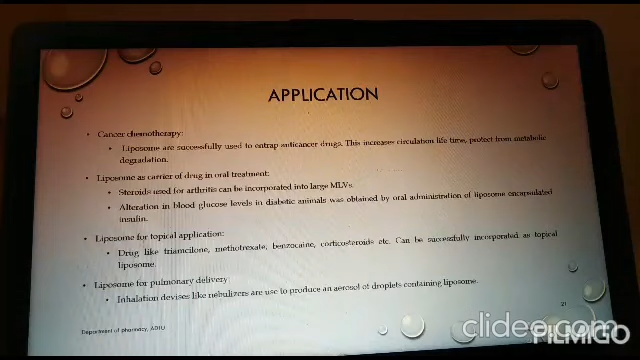 APPLICATION
• Cancer chemotherapy:
• Liposome are successfully used to entrap anticancer drugs. This increases circulation life time, protect from metabolic
degradation.
• Liposome as carrier of drug in oral treatment:
• Steroids used for arthritis can be incorporated into large MLVs.
• Alteration in blood glucose levels in diabetic animals was obtained by oral administration of liposome encapsulated
insulin.
• Liposome for topical application:
• Drug like triamcilone, methotrexate, benzocaine, corticosteroids etc. Can be successfully incorporated as topical
liposome.
• Liposome for pulmonary delivery:
• Inhalation devises like nebulizers are use to produce an aerosol of droplets containing liposome.
Department of pharmacy, ADTU
clideo.com
FILMIGO